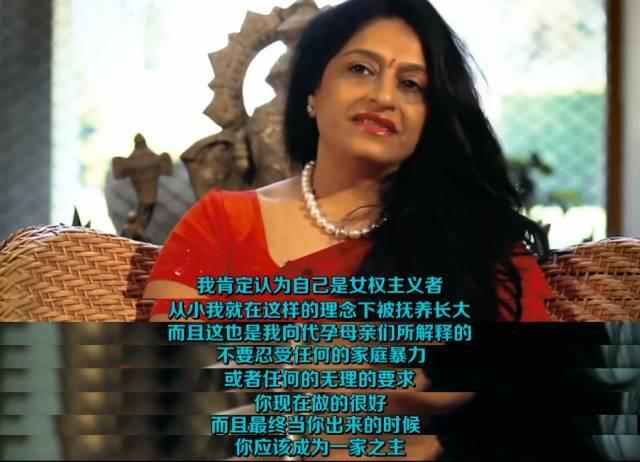 我肯定认为自己是女权主义者
从小我就在这样的理念下被抚养长大
而且这也是我向代孕母亲们所解释的
不要忍受任何的家庭暴力
或者任何的无理的要求
你现在做的很好
而且最终当你出来的时候
你应该成为一家之主